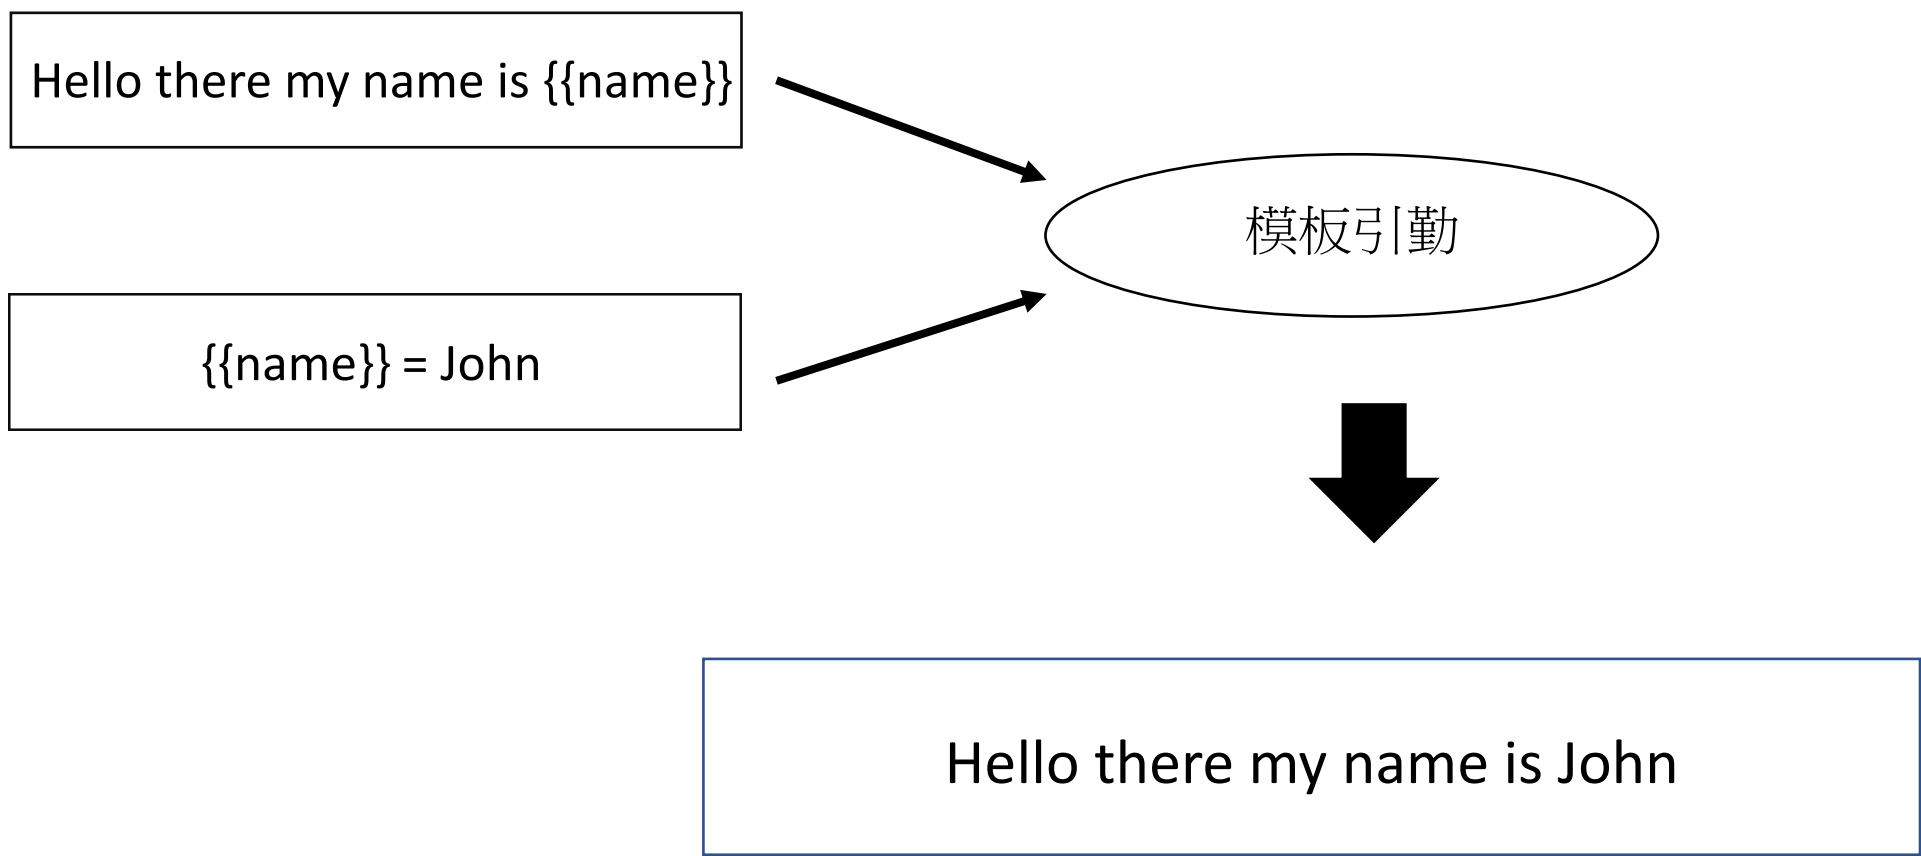 Hello there my name is {{name}}
{{name}} = John
模板引勤
Hello there my name is John